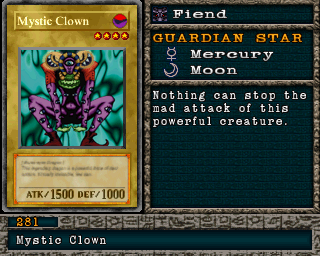 Mystic Clown
Fiend
GUARDIAN STAR
Mercury
Moon
Nothing can stop the
mad attack of this
powerful creature.
ATK/1500 DEF/1000
281
Mystic Clown